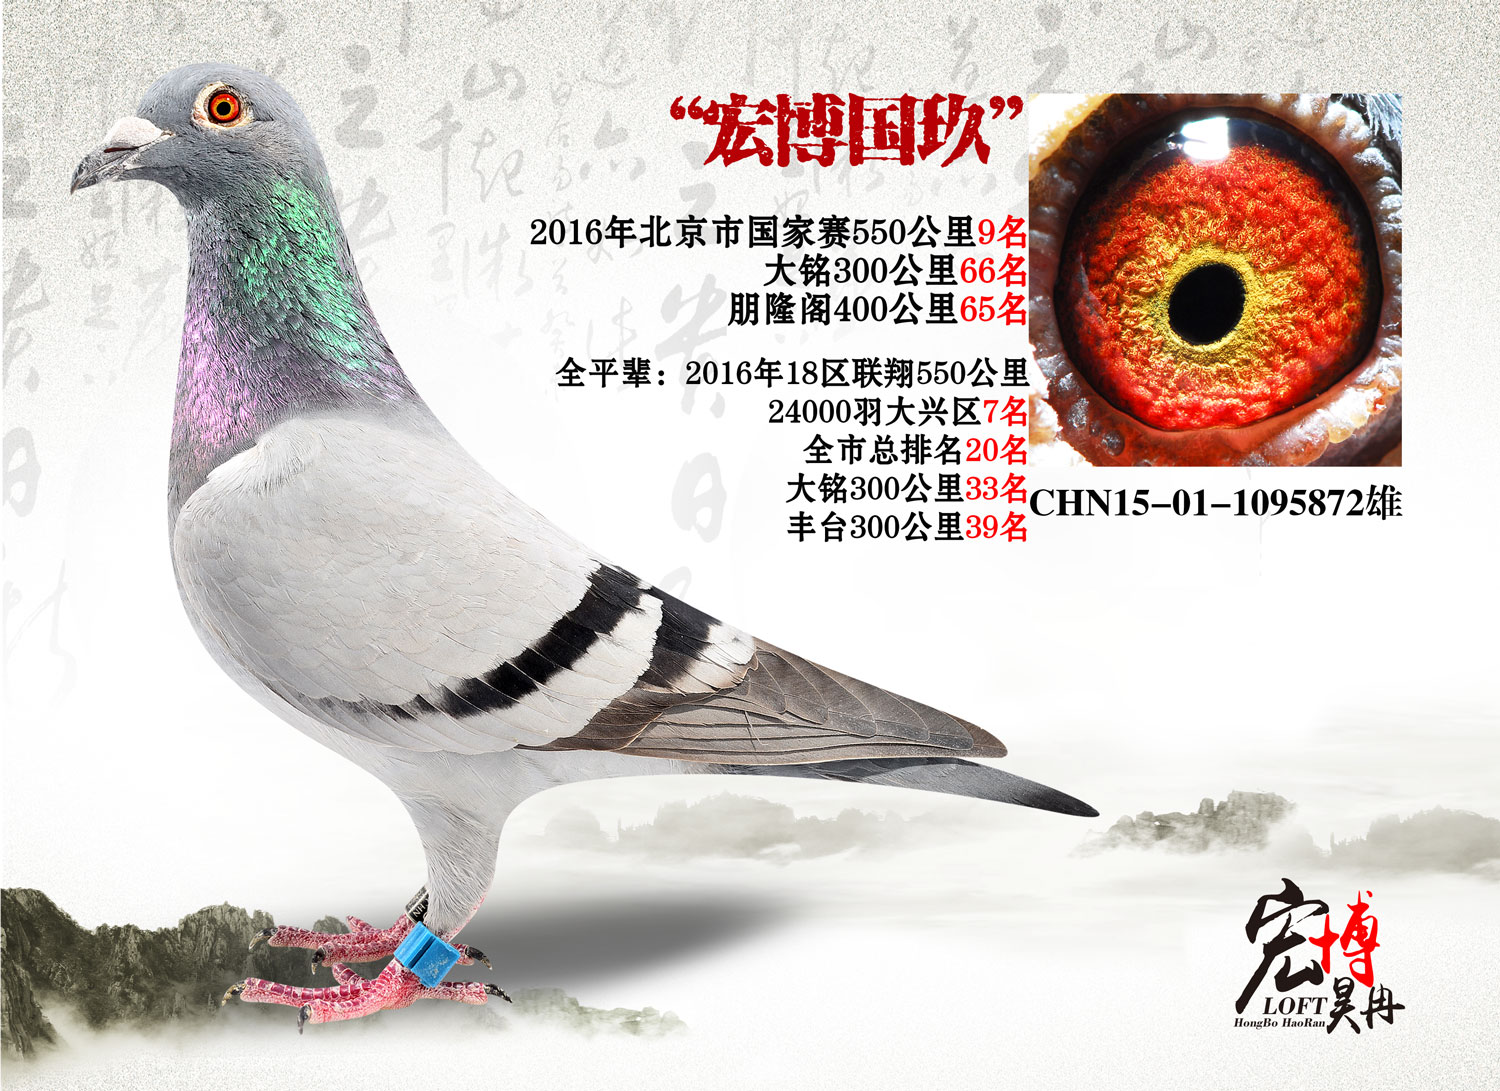 “宏博国玖”
2016年北京市国家赛550公里9名
大铭300公里66名
朋隆阁400公里65名
全平辈：2016年18区联翔550公里
24000羽大兴区7名
全市总排名20名
大铭300公里33名
丰台300公里39名
CHN15-01-1095872雄
宏博
LOFT昊冉
HongBo HaoRan